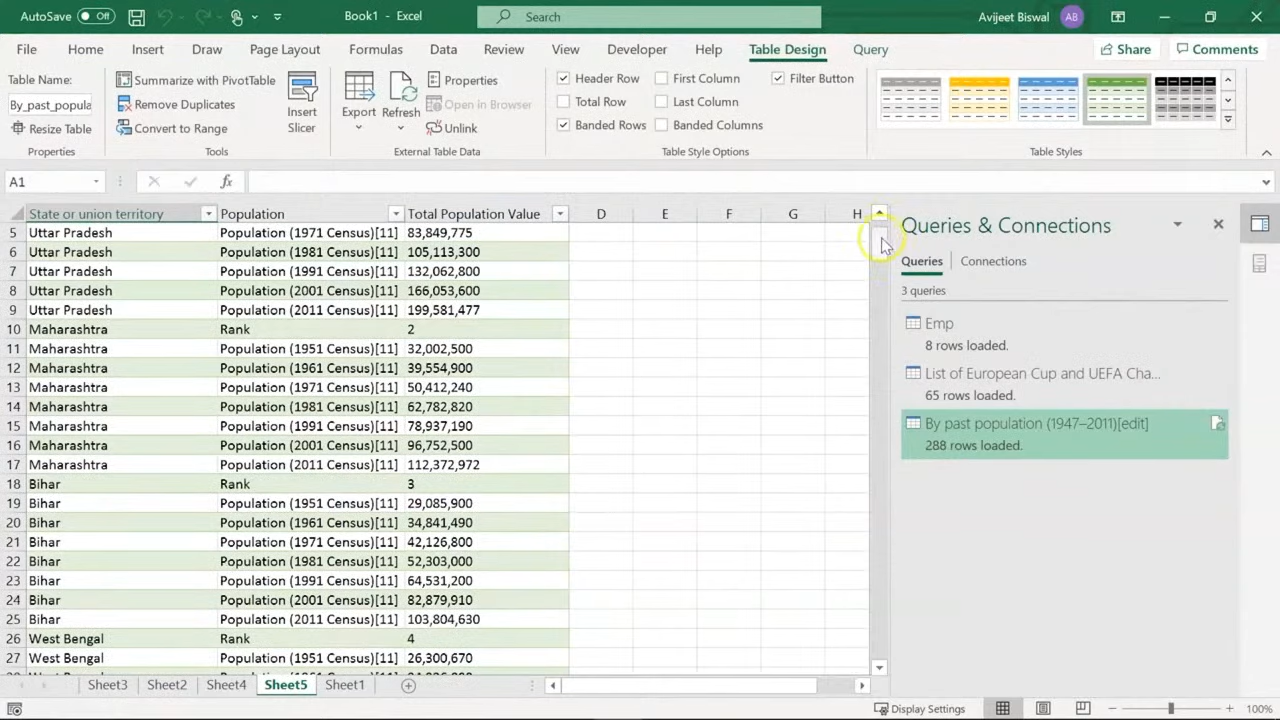 AutoSave Off Book1 - Excel Search Avijeet Biswal AB
File Home Insert Draw Page Layout Formulas Data Review View Developer Help Table Design Query Share Comments
Table Name: Summarize with PivotTable Properties Header Row First Column Filter Button
By_past_popula Remove Duplicates Insert Slicer Export Refresh Open in Browser Total Row Last Column
Resize Table Convert to Range Unlink Banded Rows Banded Columns
Properties Tools External Table Data Table Style Options Table Styles
A1 fx
State or union territory Population Total Population Value D E F G H
5 Uttar Pradesh Population (1971 Census)[11] 83,849,775
6 Uttar Pradesh Population (1981 Census)[11] 105,113,300
7 Uttar Pradesh Population (1991 Census)[11] 132,062,800
8 Uttar Pradesh Population (2001 Census)[11] 166,053,600
9 Uttar Pradesh Population (2011 Census)[11] 199,581,477
10 Maharashtra Rank 2
11 Maharashtra Population (1951 Census)[11] 32,002,500
12 Maharashtra Population (1961 Census)[11] 39,554,900
13 Maharashtra Population (1971 Census)[11] 50,412,240
14 Maharashtra Population (1981 Census)[11] 62,782,820
15 Maharashtra Population (1991 Census)[11] 78,937,190
16 Maharashtra Population (2001 Census)[11] 96,752,500
17 Maharashtra Population (2011 Census)[11] 112,372,972
18 Bihar Rank 3
19 Bihar Population (1951 Census)[11] 29,085,900
20 Bihar Population (1961 Census)[11] 34,841,490
21 Bihar Population (1971 Census)[11] 42,126,800
22 Bihar Population (1981 Census)[11] 52,303,000
23 Bihar Population (1991 Census)[11] 64,531,200
24 Bihar Population (2001 Census)[11] 82,879,910
25 Bihar Population (2011 Census)[11] 103,804,630
26 West Bengal Rank 4
27 West Bengal Population (1951 Census)[11] 26,300,670
Queries & Connections
Queries Connections
3 queries
Emp
8 rows loaded.
List of European Cup and UEFA Cha...
65 rows loaded.
By past population (1947–2011)[edit]
288 rows loaded.
Sheet3 Sheet2 Sheet4 Sheet5 Sheet1
Display Settings 100%